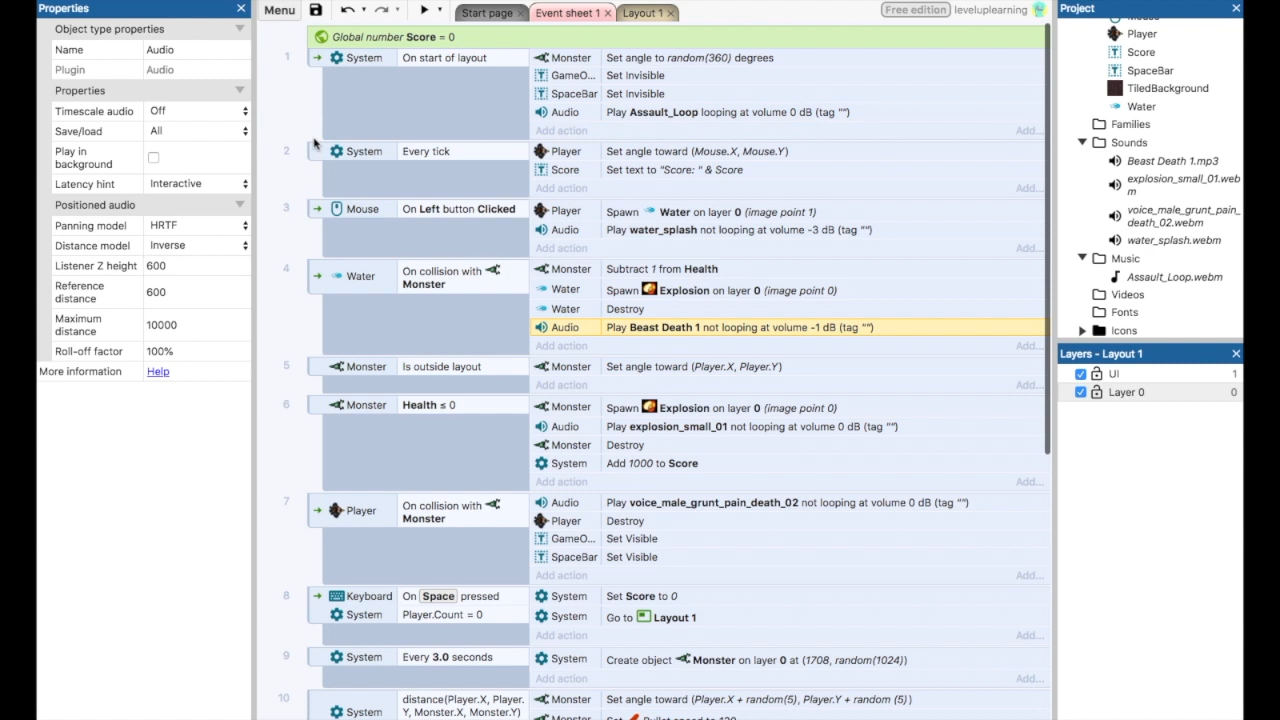 Properties
Object type properties
Name Audio
Plugin Audio
Properties
Timescale audio Off
Save/load All
Play in
background
Latency hint Interactive
Positioned audio
Panning model HRTF
Distance model Inverse
Listener Z height 600
Reference
distance 600
Maximum
distance 10000
Roll-off factor 100%
More information Help
Menu
Start page
Event sheet 1
Layout 1
Free edition leveluplearning
Global number Score = 0
1 System On start of layout Monster Set angle to random(360) degrees
GameO... Set Invisible
SpaceBar Set Invisible
Audio Play Assault_Loop looping at volume 0 dB (tag "")
Add action Add...
2 System Every tick Player Set angle toward (Mouse.X, Mouse.Y)
Score Set text to "Score: " & Score
Add action Add...
3 Mouse On Left button Clicked Player Spawn Water on layer 0 (image point 1)
Audio Play water_splash not looping at volume -3 dB (tag "")
Add action Add...
4 Water On collision with Monster Monster Subtract 1 from Health
Water Spawn Explosion on layer 0 (image point 0)
Water Destroy
Audio Play Beast Death 1 not looping at volume -1 dB (tag "")
Add action Add...
5 Monster Is outside layout Monster Set angle toward (Player.X, Player.Y)
Add action Add...
6 Monster Health ≤ 0 Monster Spawn Explosion on layer 0 (image point 0)
Audio Play explosion_small_01 not looping at volume 0 dB (tag "")
Monster Destroy
System Add 1000 to Score
Add action Add...
7 Player On collision with Monster Audio Play voice_male_grunt_pain_death_02 not looping at volume 0 dB (tag "")
Player Destroy
GameO... Set Visible
SpaceBar Set Visible
Add action Add...
8 Keyboard On Space pressed System Set Score to 0
System Player.Count = 0 System Go to Layout 1
Add action Add...
9 System Every 3.0 seconds System Create object Monster on layer 0 at (1708, random(1024))
Add action Add...
10 System distance(Player.X, Player.
Y, Monster.X, Monster.Y) Monster Set angle toward (Player.X + random(5), Player.Y + random (5))
Project
Player
Score
SpaceBar
TiledBackground
Water
Families
Sounds
Beast Death 1.mp3
explosion_small_01.web
m
voice_male_grunt_pain_
death_02.webm
water_splash.webm
Music
Assault_Loop.webm
Videos
Fonts
Icons
Layers - Layout 1
UI 1
Layer 0 0